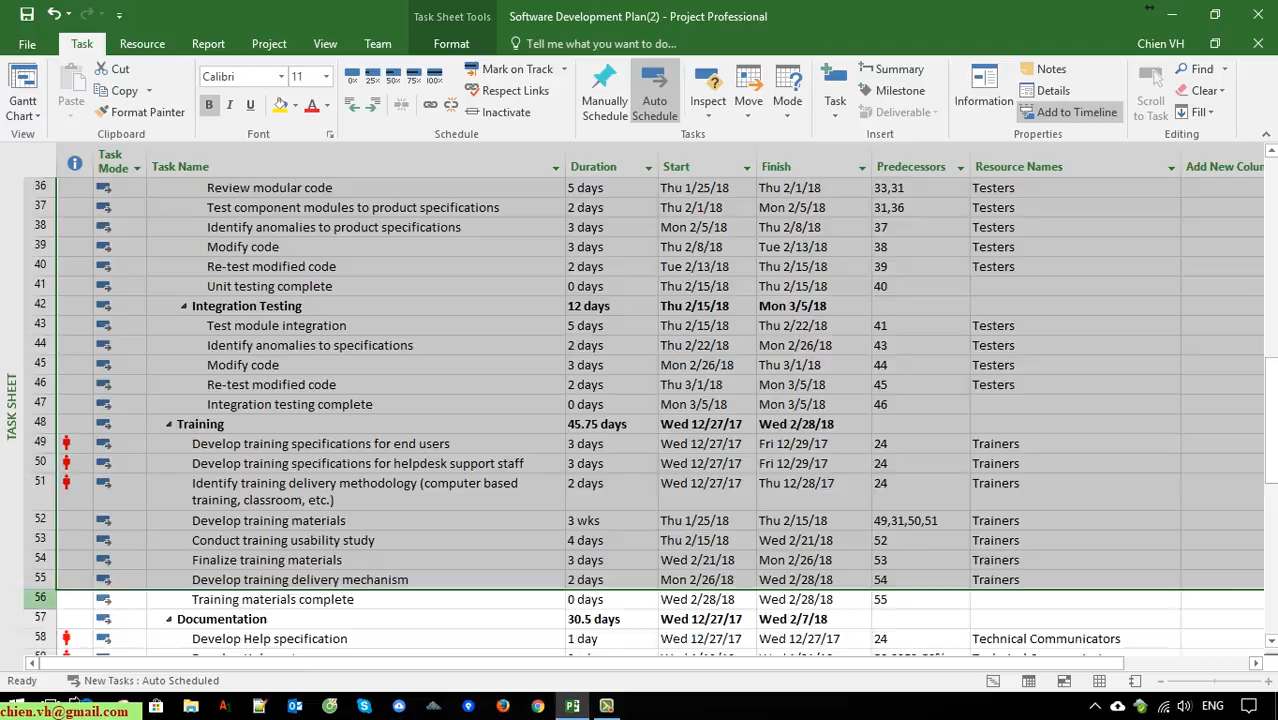 Task Sheet Tools
Software Development Plan(2) - Project Professional
File Task Resource Report Project View Team Format Tell me what you want to do... Chien VH
Gantt Chart
View
Paste
Cut
Copy
Format Painter
Clipboard
Calibri 11
B I U A
Font
0% 25% 50% 75% 100%
Mark on Track
Respect Links
Inactivate
Schedule
Manually Schedule
Auto Schedule
Inspect
Move
Mode
Tasks
Task
Summary
Milestone
Deliverable
Insert
Information
Notes
Details
Add to Timeline
Properties
Scroll to Task
Find
Clear
Fill
Editing
Task Mode Task Name Duration Start Finish Predecessors Resource Names Add New Colum
36 Review modular code 5 days Thu 1/25/18 Thu 2/1/18 33,31 Testers
37 Test component modules to product specifications 2 days Thu 2/1/18 Mon 2/5/18 31,36 Testers
38 Identify anomalies to product specifications 3 days Mon 2/5/18 Thu 2/8/18 37 Testers
39 Modify code 3 days Thu 2/8/18 Tue 2/13/18 38 Testers
40 Re-test modified code 2 days Tue 2/13/18 Thu 2/15/18 39 Testers
41 Unit testing complete 0 days Thu 2/15/18 Thu 2/15/18 40
42 Integration Testing 12 days Thu 2/15/18 Mon 3/5/18
43 Test module integration 5 days Thu 2/15/18 Thu 2/22/18 41 Testers
44 Identify anomalies to specifications 2 days Thu 2/22/18 Mon 2/26/18 43 Testers
45 Modify code 3 days Mon 2/26/18 Thu 3/1/18 44 Testers
46 Re-test modified code 2 days Thu 3/1/18 Mon 3/5/18 45 Testers
47 Integration testing complete 0 days Mon 3/5/18 Mon 3/5/18 46
48 Training 45.75 days Wed 12/27/17 Wed 2/28/18
49 Develop training specifications for end users 3 days Wed 12/27/17 Fri 12/29/17 24 Trainers
50 Develop training specifications for helpdesk support staff 3 days Wed 12/27/17 Fri 12/29/17 24 Trainers
51 Identify training delivery methodology (computer based 2 days Wed 12/27/17 Thu 12/28/17 24 Trainers
training, classroom, etc.)
52 Develop training materials 3 wks Thu 1/25/18 Thu 2/15/18 49,31,50,51 Trainers
53 Conduct training usability study 4 days Thu 2/15/18 Wed 2/21/18 52 Trainers
54 Finalize training materials 3 days Wed 2/21/18 Mon 2/26/18 53 Trainers
55 Develop training delivery mechanism 2 days Mon 2/26/18 Wed 2/28/18 54 Trainers
56 Training materials complete 0 days Wed 2/28/18 Wed 2/28/18 55
57 Documentation 30.5 days Wed 12/27/17 Wed 2/7/18
58 Develop Help specification 1 day Wed 12/27/17 Wed 12/27/17 24 Technical Communicators
TASK SHEET
Ready New Tasks : Auto Scheduled
chien.vh@gmail.com
ENG